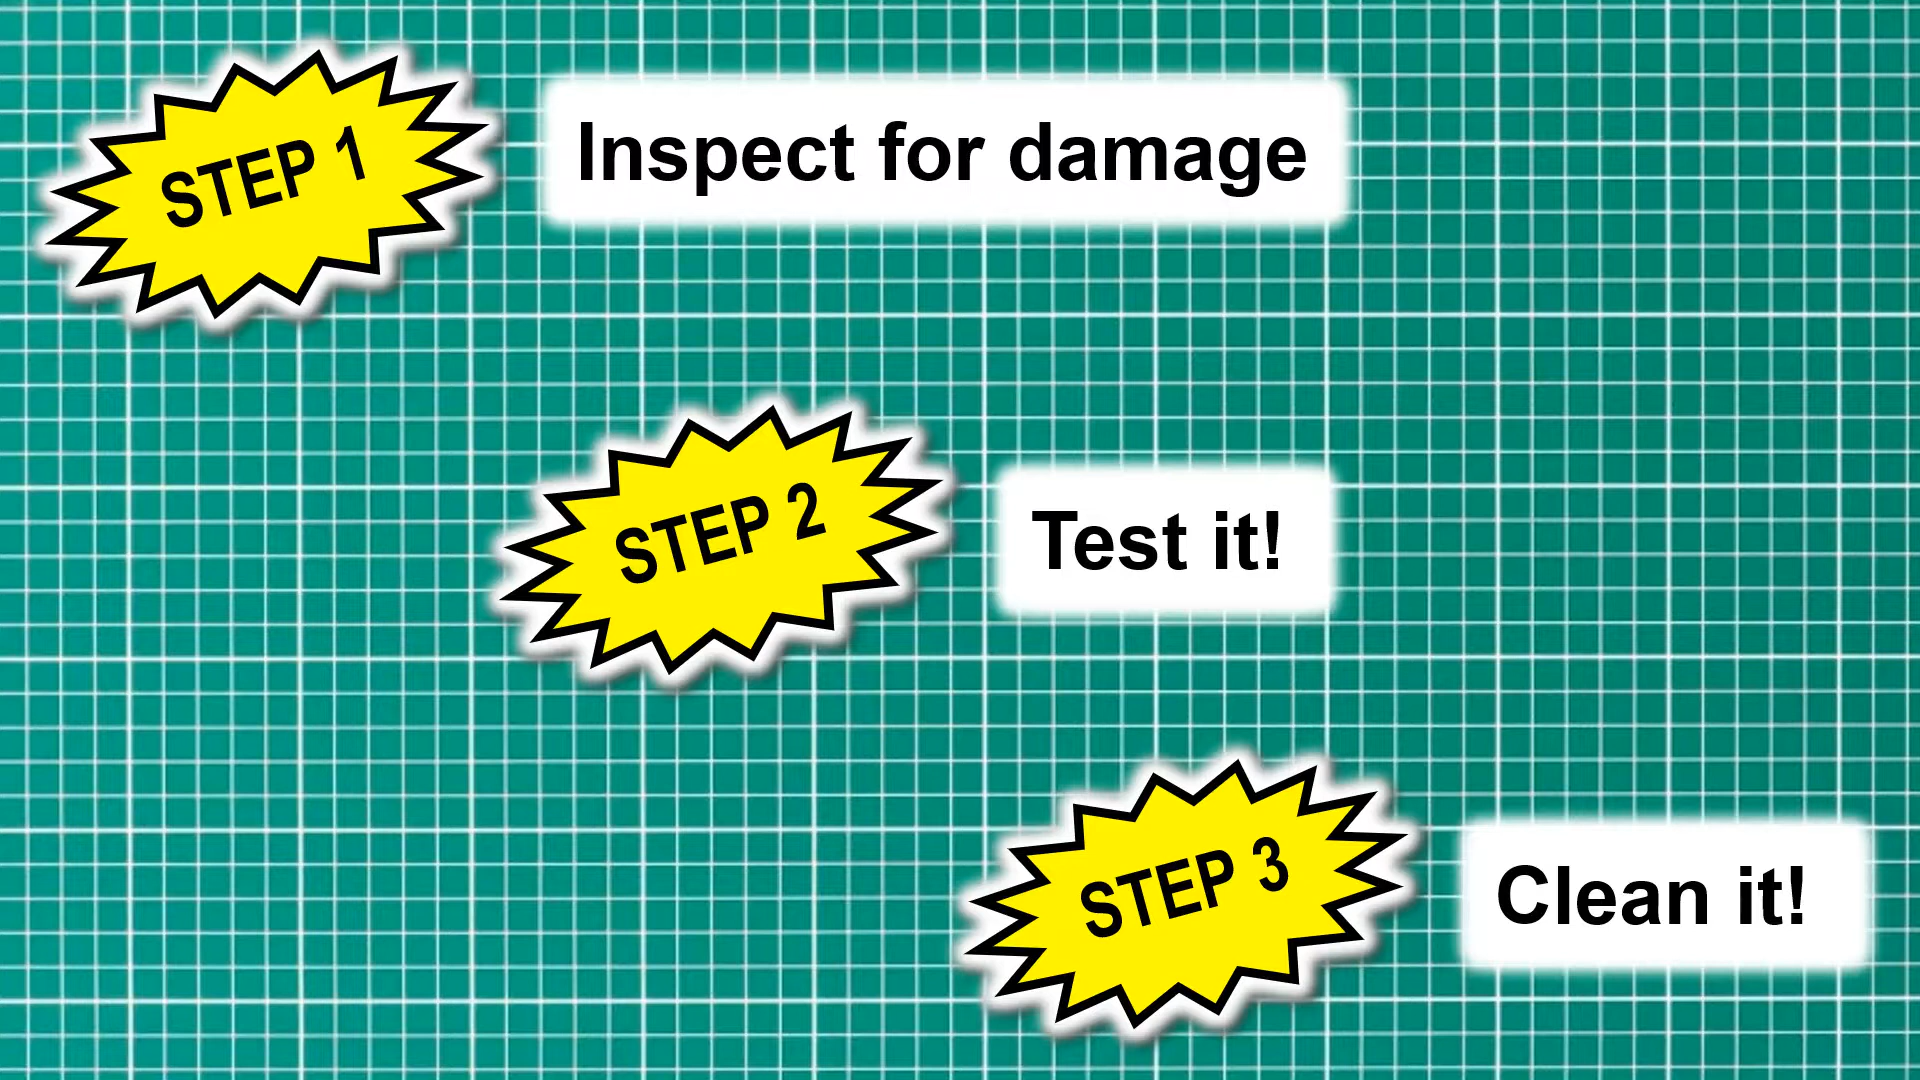 STEP 1
Inspect for damage
STEP 2
Test it!
STEP 3
Clean it!